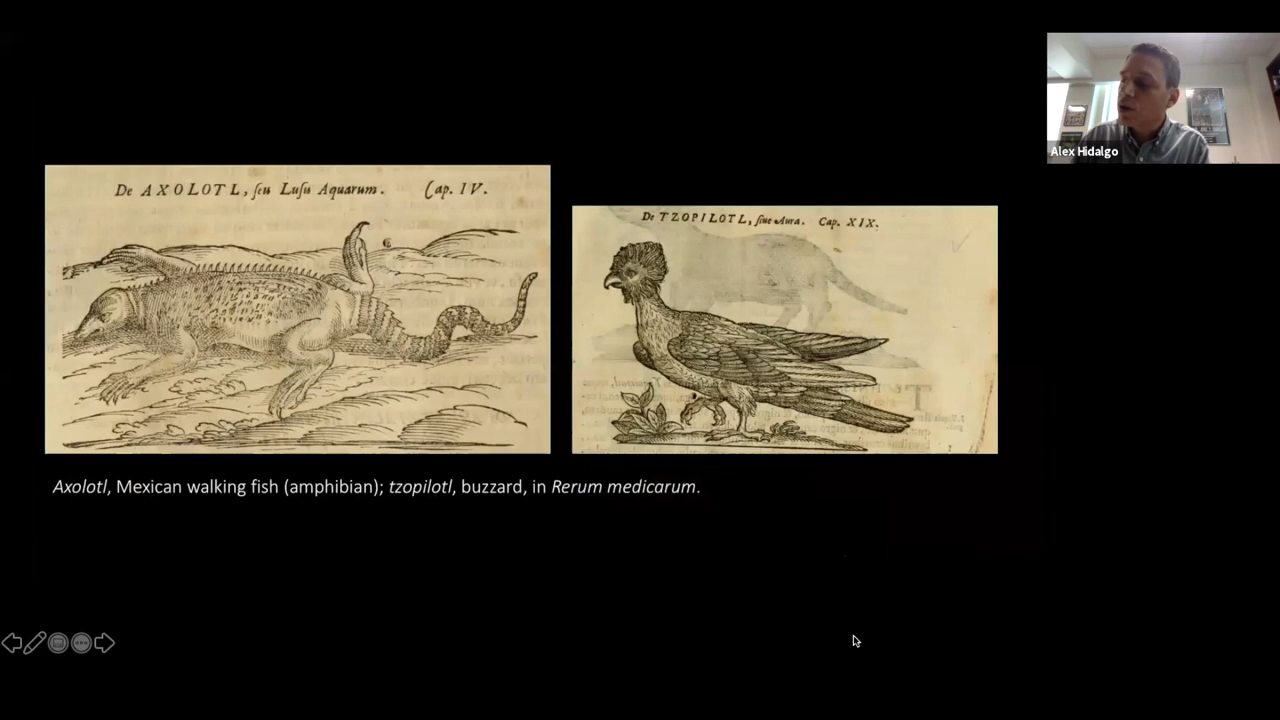 De AXOLOTL, ſeu Luſu Aquarum. Cap. IV.
De TZOPILOTL, ſiue Aura. Cap. XIX.
Axolotl, Mexican walking fish (amphibian); tzopilotl, buzzard, in Rerum medicarum.
Alex Hidalgo